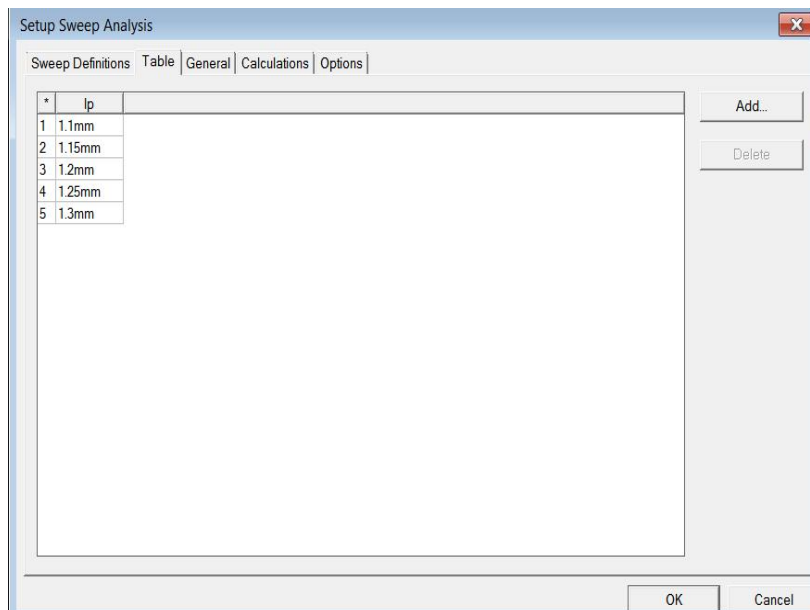 Setup Sweep Analysis
Sweep Definitions Table General Calculations Options
* lp
1 1.1mm
2 1.15mm
3 1.2mm
4 1.25mm
5 1.3mm
Add...
Delete
OK Cancel